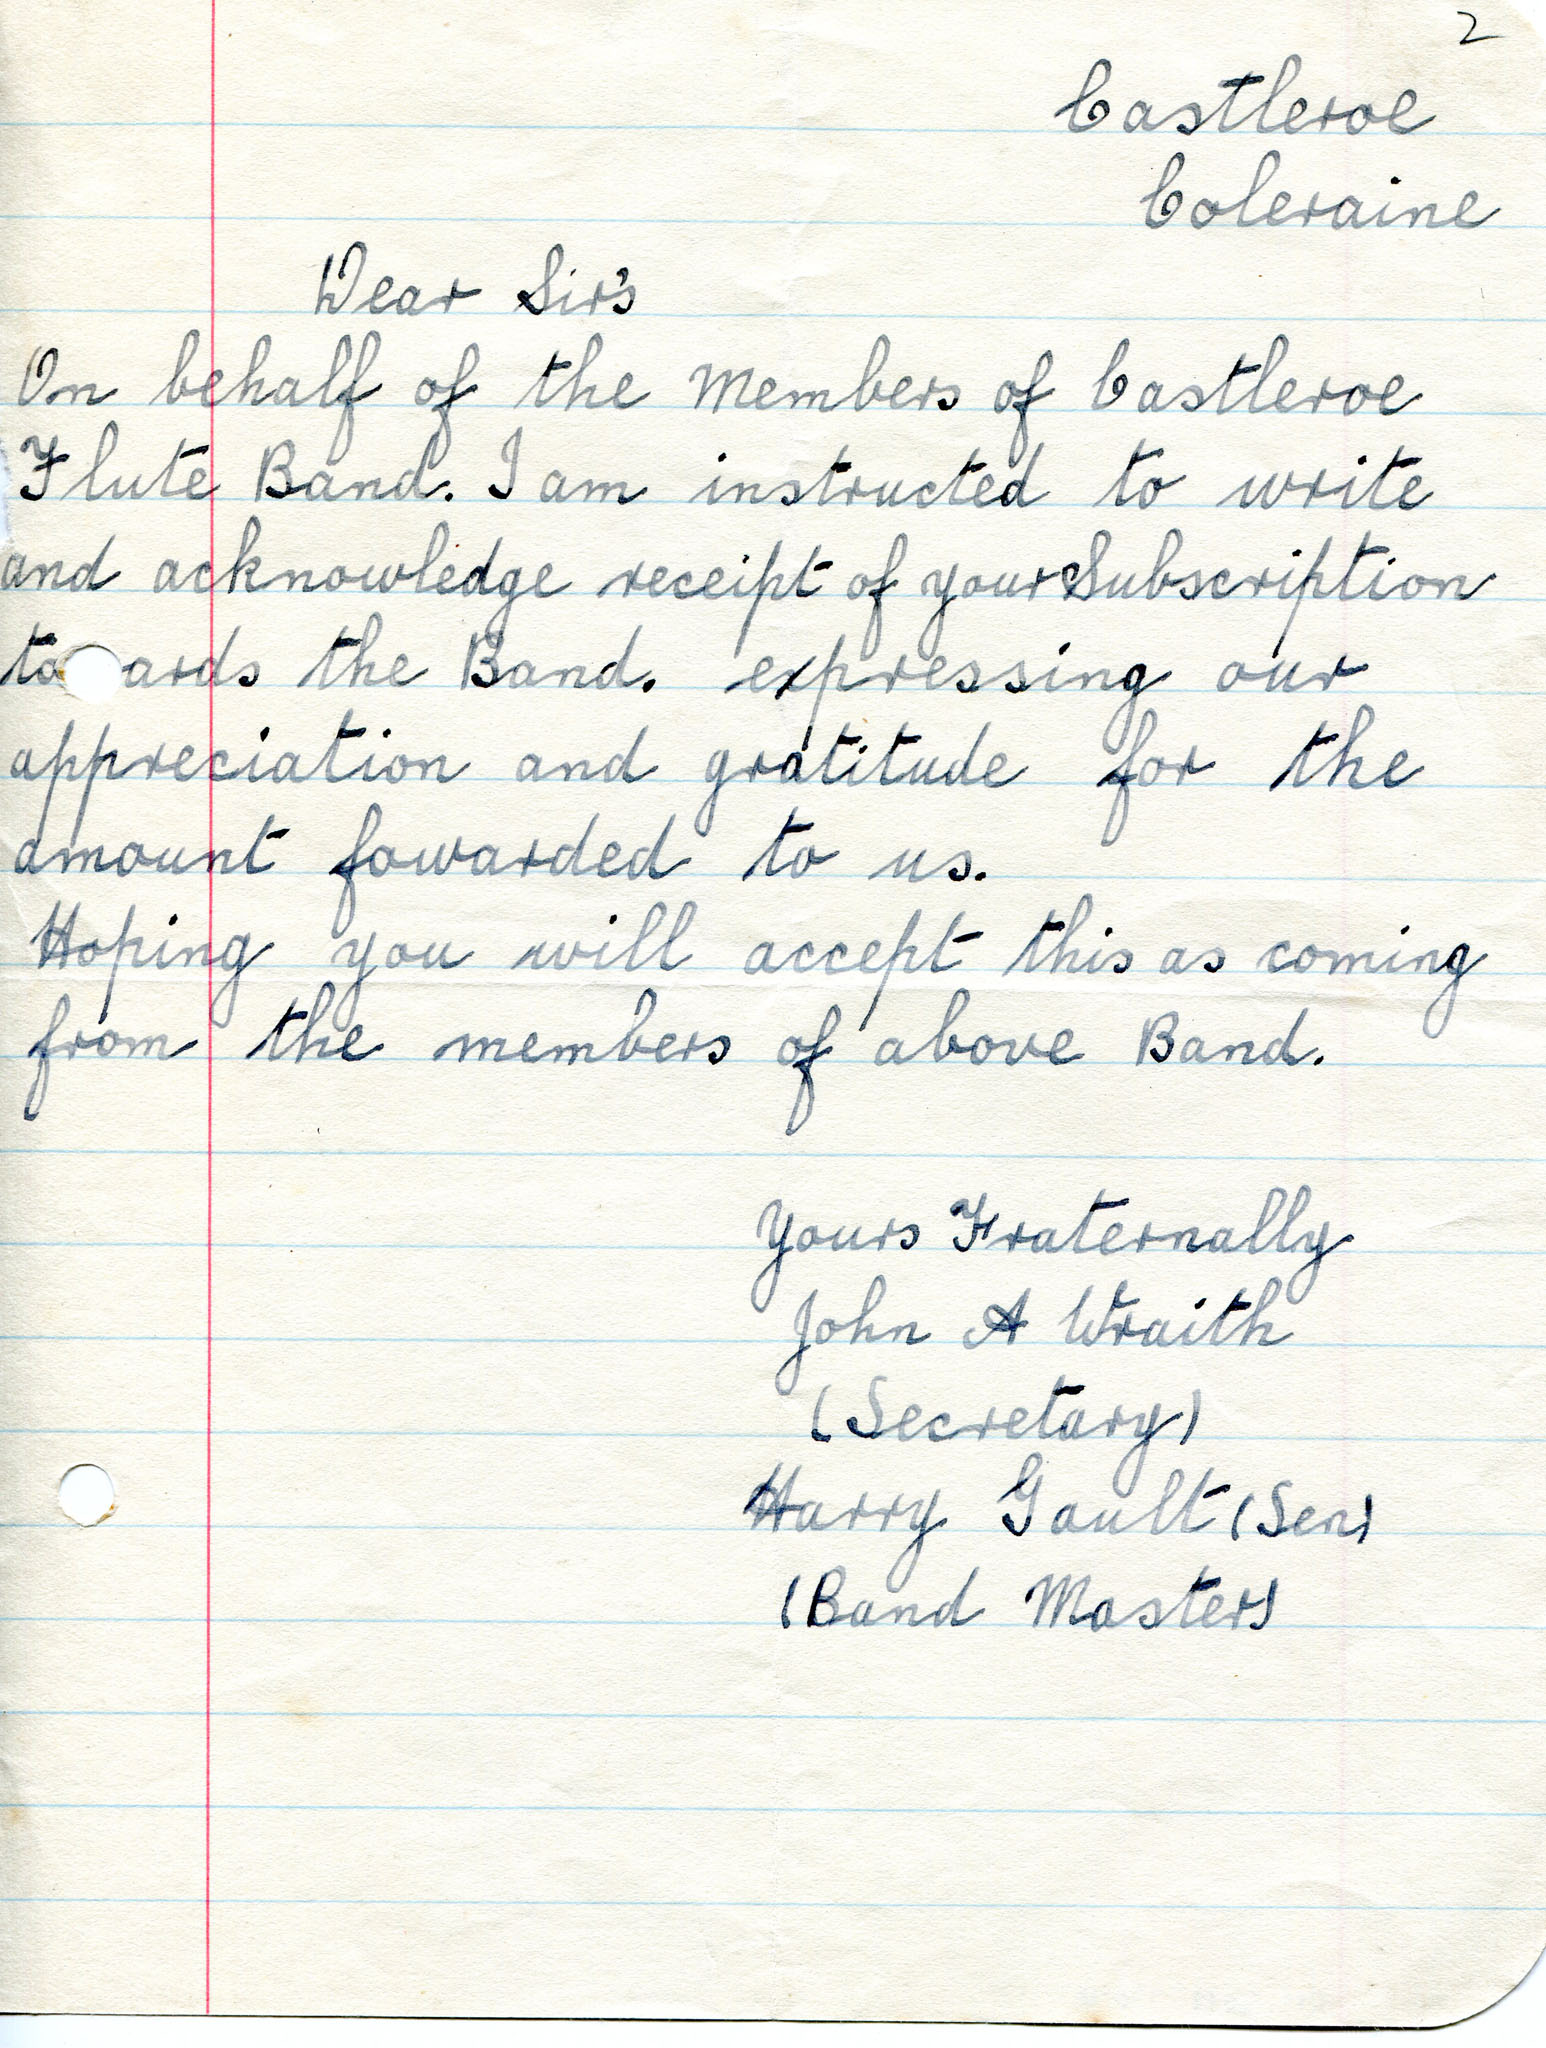 2
Castleroe
Coleraine
Dear Sir's
On behalf of the Members of Castleroe
Flute Band. I am instructed to write
and acknowledge receipt of your Subscription
to ards the Band. expressing our
appreciation and gratitude for the
amount fowarded to us.
Hoping you will accept this as coming
from the members of above Band.
Yours Fraternally
John A Wraith
(Secretary)
Harry Gault (Sen)
(Band Master)